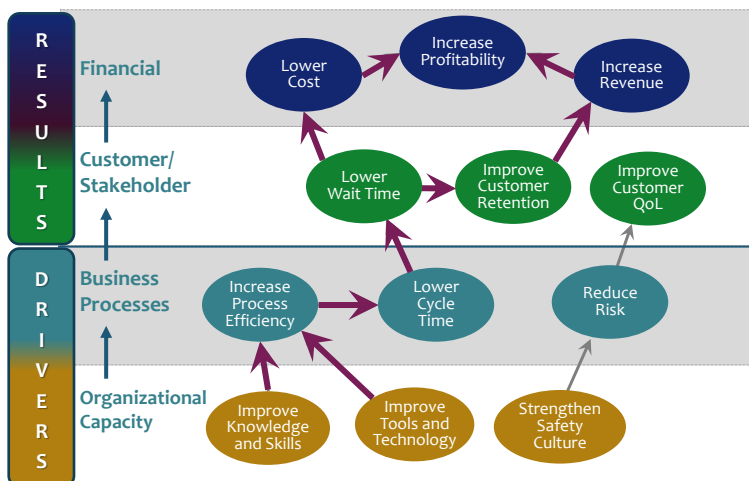 RESULTS
Financial
Lower
Cost
Increase
Profitability
Increase
Revenue
Customer/
Stakeholder
Lower
Wait Time
Improve
Customer
Retention
Improve
Customer
QoL
DRIVERS
Business
Processes
Increase
Process
Efficiency
Lower
Cycle
Time
Reduce
Risk
Organizational
Capacity
Improve
Knowledge
and Skills
Improve
Tools and
Technology
Strengthen
Safety
Culture